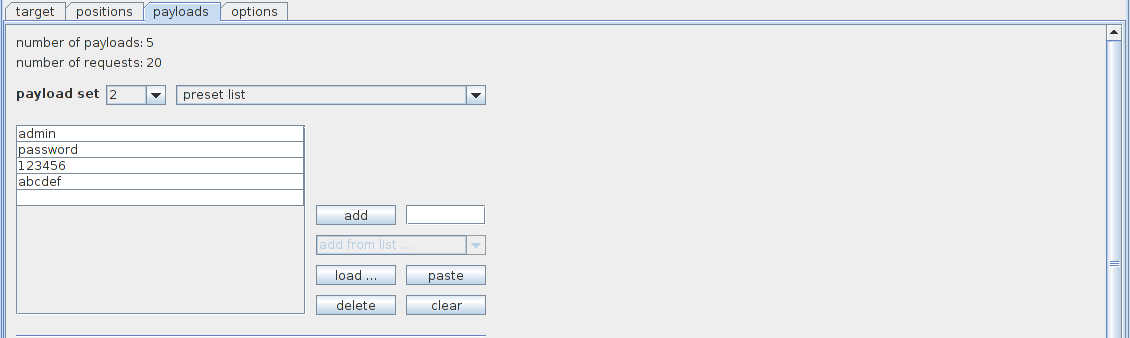 target positions payloads options
number of payloads: 5
number of requests: 20
payload set 2 preset list
admin
password
123456
abcdef
add
add from list ...
load ... paste
delete clear